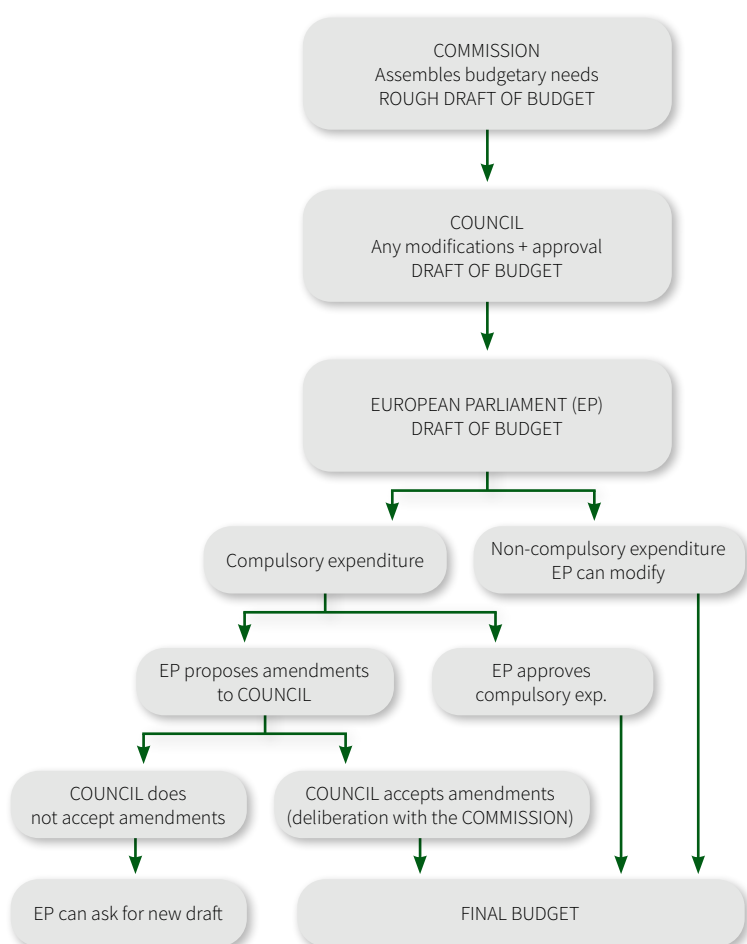 COMMISSION
Assembles budgetary needs
ROUGH DRAFT OF BUDGET
COUNCIL
Any modifications + approval
DRAFT OF BUDGET
EUROPEAN PARLIAMENT (EP)
DRAFT OF BUDGET
Compulsory expenditure
Non-compulsory expenditure
EP can modify
EP proposes amendments
to COUNCIL
EP approves
compulsory exp.
COUNCIL does
not accept amendments
COUNCIL accepts amendments
(deliberation with the COMMISSION)
EP can ask for new draft
FINAL BUDGET